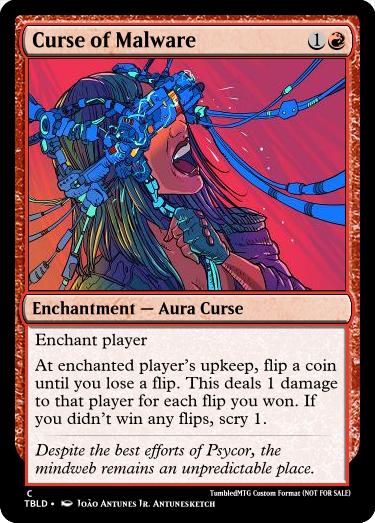 Curse of Malware
1
Enchantment — Aura Curse
Enchant player
At enchanted player's upkeep, flip a coin
until you lose a flip. This deals 1 damage
to that player for each flip you won. If
you didn't win any flips, scry 1.
Despite the best efforts of Psycor, the
mindweb remains an unpredictable place.
C
TumbledMTG Custom Format (NOT FOR SALE)
TBLD • João Antunes Jr. Antunesketch